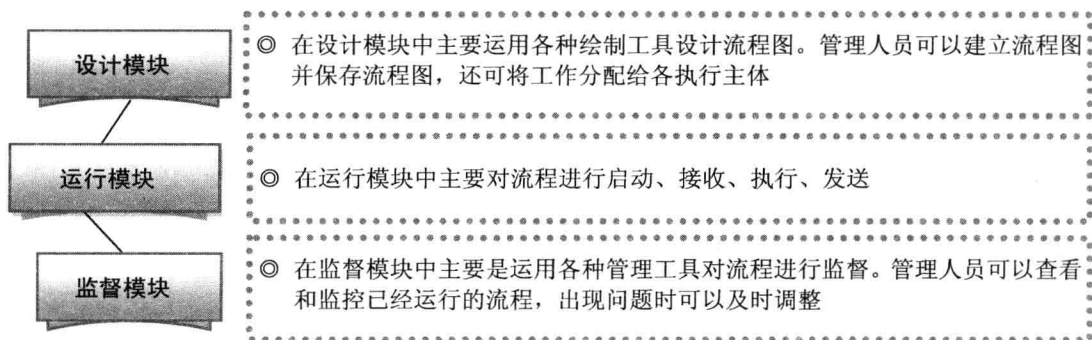 设计模块
◎ 在设计模块中主要运用各种绘制工具设计流程图。管理人员可以建立流程图
并保存流程图，还可将工作分配给各执行主体
运行模块
◎ 在运行模块中主要对流程进行启动、接收、执行、发送
监督模块
◎ 在监督模块中主要是运用各种管理工具对流程进行监督。管理人员可以查看
和监控已经运行的流程，出现问题时可以及时调整